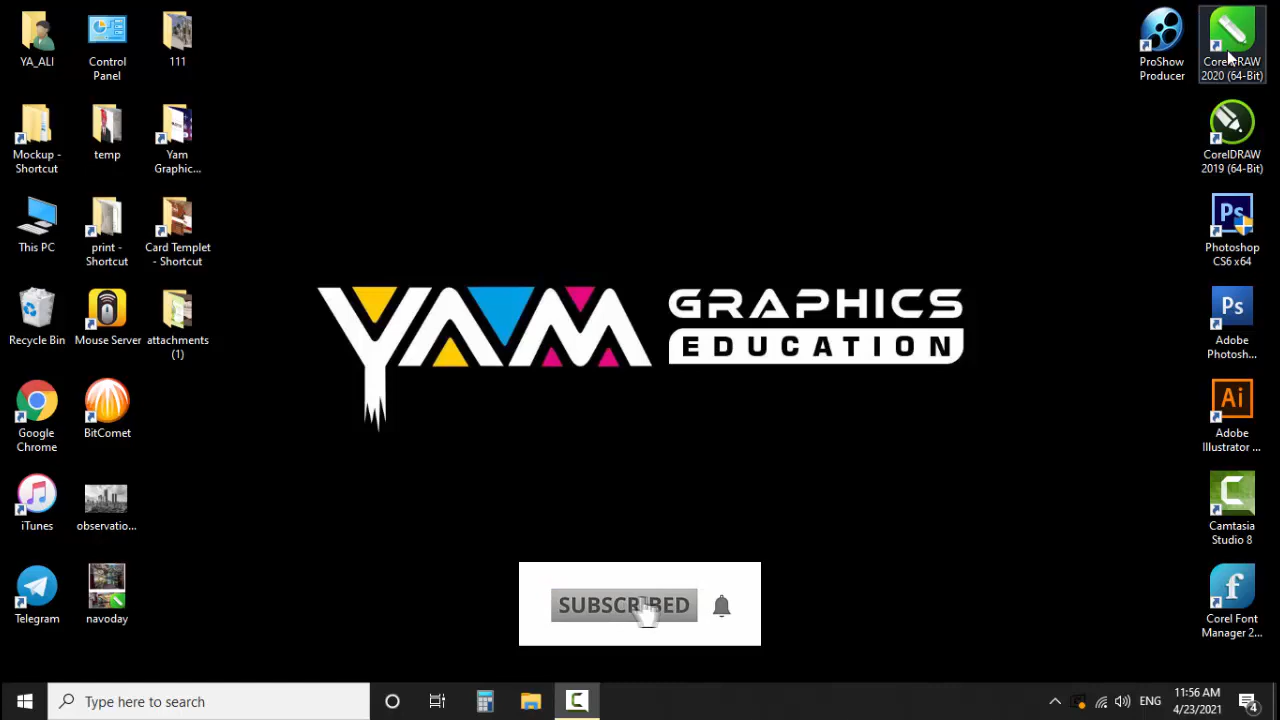 YA_ALI
Control
Panel
111
ProShow
Producer
CorelDRAW
2020 (64-Bit)
Mockup -
Shortcut
temp
Yam
Graphic...
CorelDRAW
2019 (64-Bit)
This PC
print -
Shortcut
Card Templet
- Shortcut
Ps
Photoshop
CS6 x64
YAM GRAPHICS
EDUCATION
Recycle Bin
Mouse Server
attachments
(1)
Ps
Adobe
Photosh...
Google
Chrome
BitComet
Ai
Adobe
Illustrator ...
iTunes
observatio...
Camtasia
Studio 8
Telegram
navoday
SUBSCRIBED
Corel Font
Manager 2...
Type here to search
ENG
11:56 AM
4/23/2021
4